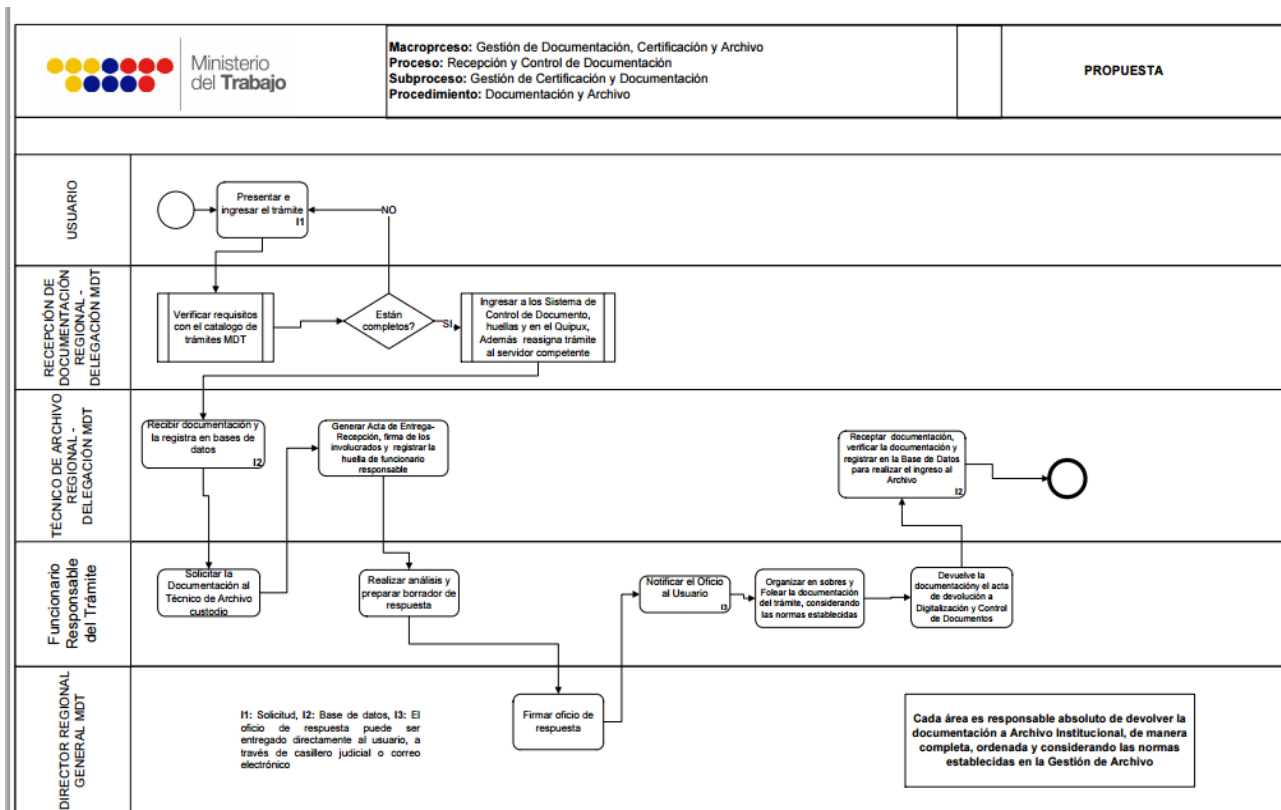 Ministerio
del Trabajo
Macroprceso: Gestión de Documentación, Certificación y Archivo
Proceso: Recepción y Control de Documentación
Subproceso: Gestión de Certificación y Documentación
Procedimiento: Documentación y Archivo
PROPUESTA
USUARIO
Presentar e
ingresar el trámite
I1
NO
RECEPCIÓN DE
DOCUMENTACIÓN
REGIONAL -
DELEGACIÓN MDT
Verificar requisitos
con el catalogo de
trámites MDT
Están
completos?
SI
Ingresar a los Sistema de
Control de Documento,
huellas y en el Quipux,
Además reasigna trámite
al servidor competente
TÉCNICO DE ARCHIVO
REGIONAL -
DELEGACIÓN MDT
Recibir documentación y
la registra en bases de
datos
I2
Generar Acta de Entrega-
Recepción, firma de los
involucrados y registrar la
huella de funcionario
responsable
Receptar documentación,
verificar la documentación y
registrar en la Base de Datos
para realizar el ingreso al
Archivo
I2
Funcionario
Responsable
del Trámite
Solicitar la
Documentación al
Técnico de Archivo
custodio
Realizar análisis y
preparar borrador de
respuesta
Notificar el Oficio
al Usuario
I3
Organizar en sobres y
Folear la documentación
del trámite, considerando
las normas establecidas
Devuelve la
documentacióny el acta
de devolución a
Digitalización y Control
de Documentos
DIRECTOR REGIONAL
GENERAL MDT
I1: Solicitud, I2: Base de datos, I3: El
oficio de respuesta puede ser
entregado directamente al usuario, a
través de casillero judicial o correo
electrónico
Firmar oficio de
respuesta
Cada área es responsable absoluto de devolver la
documentación a Archivo Institucional, de manera
completa, ordenada y considerando las normas
establecidas en la Gestión de Archivo